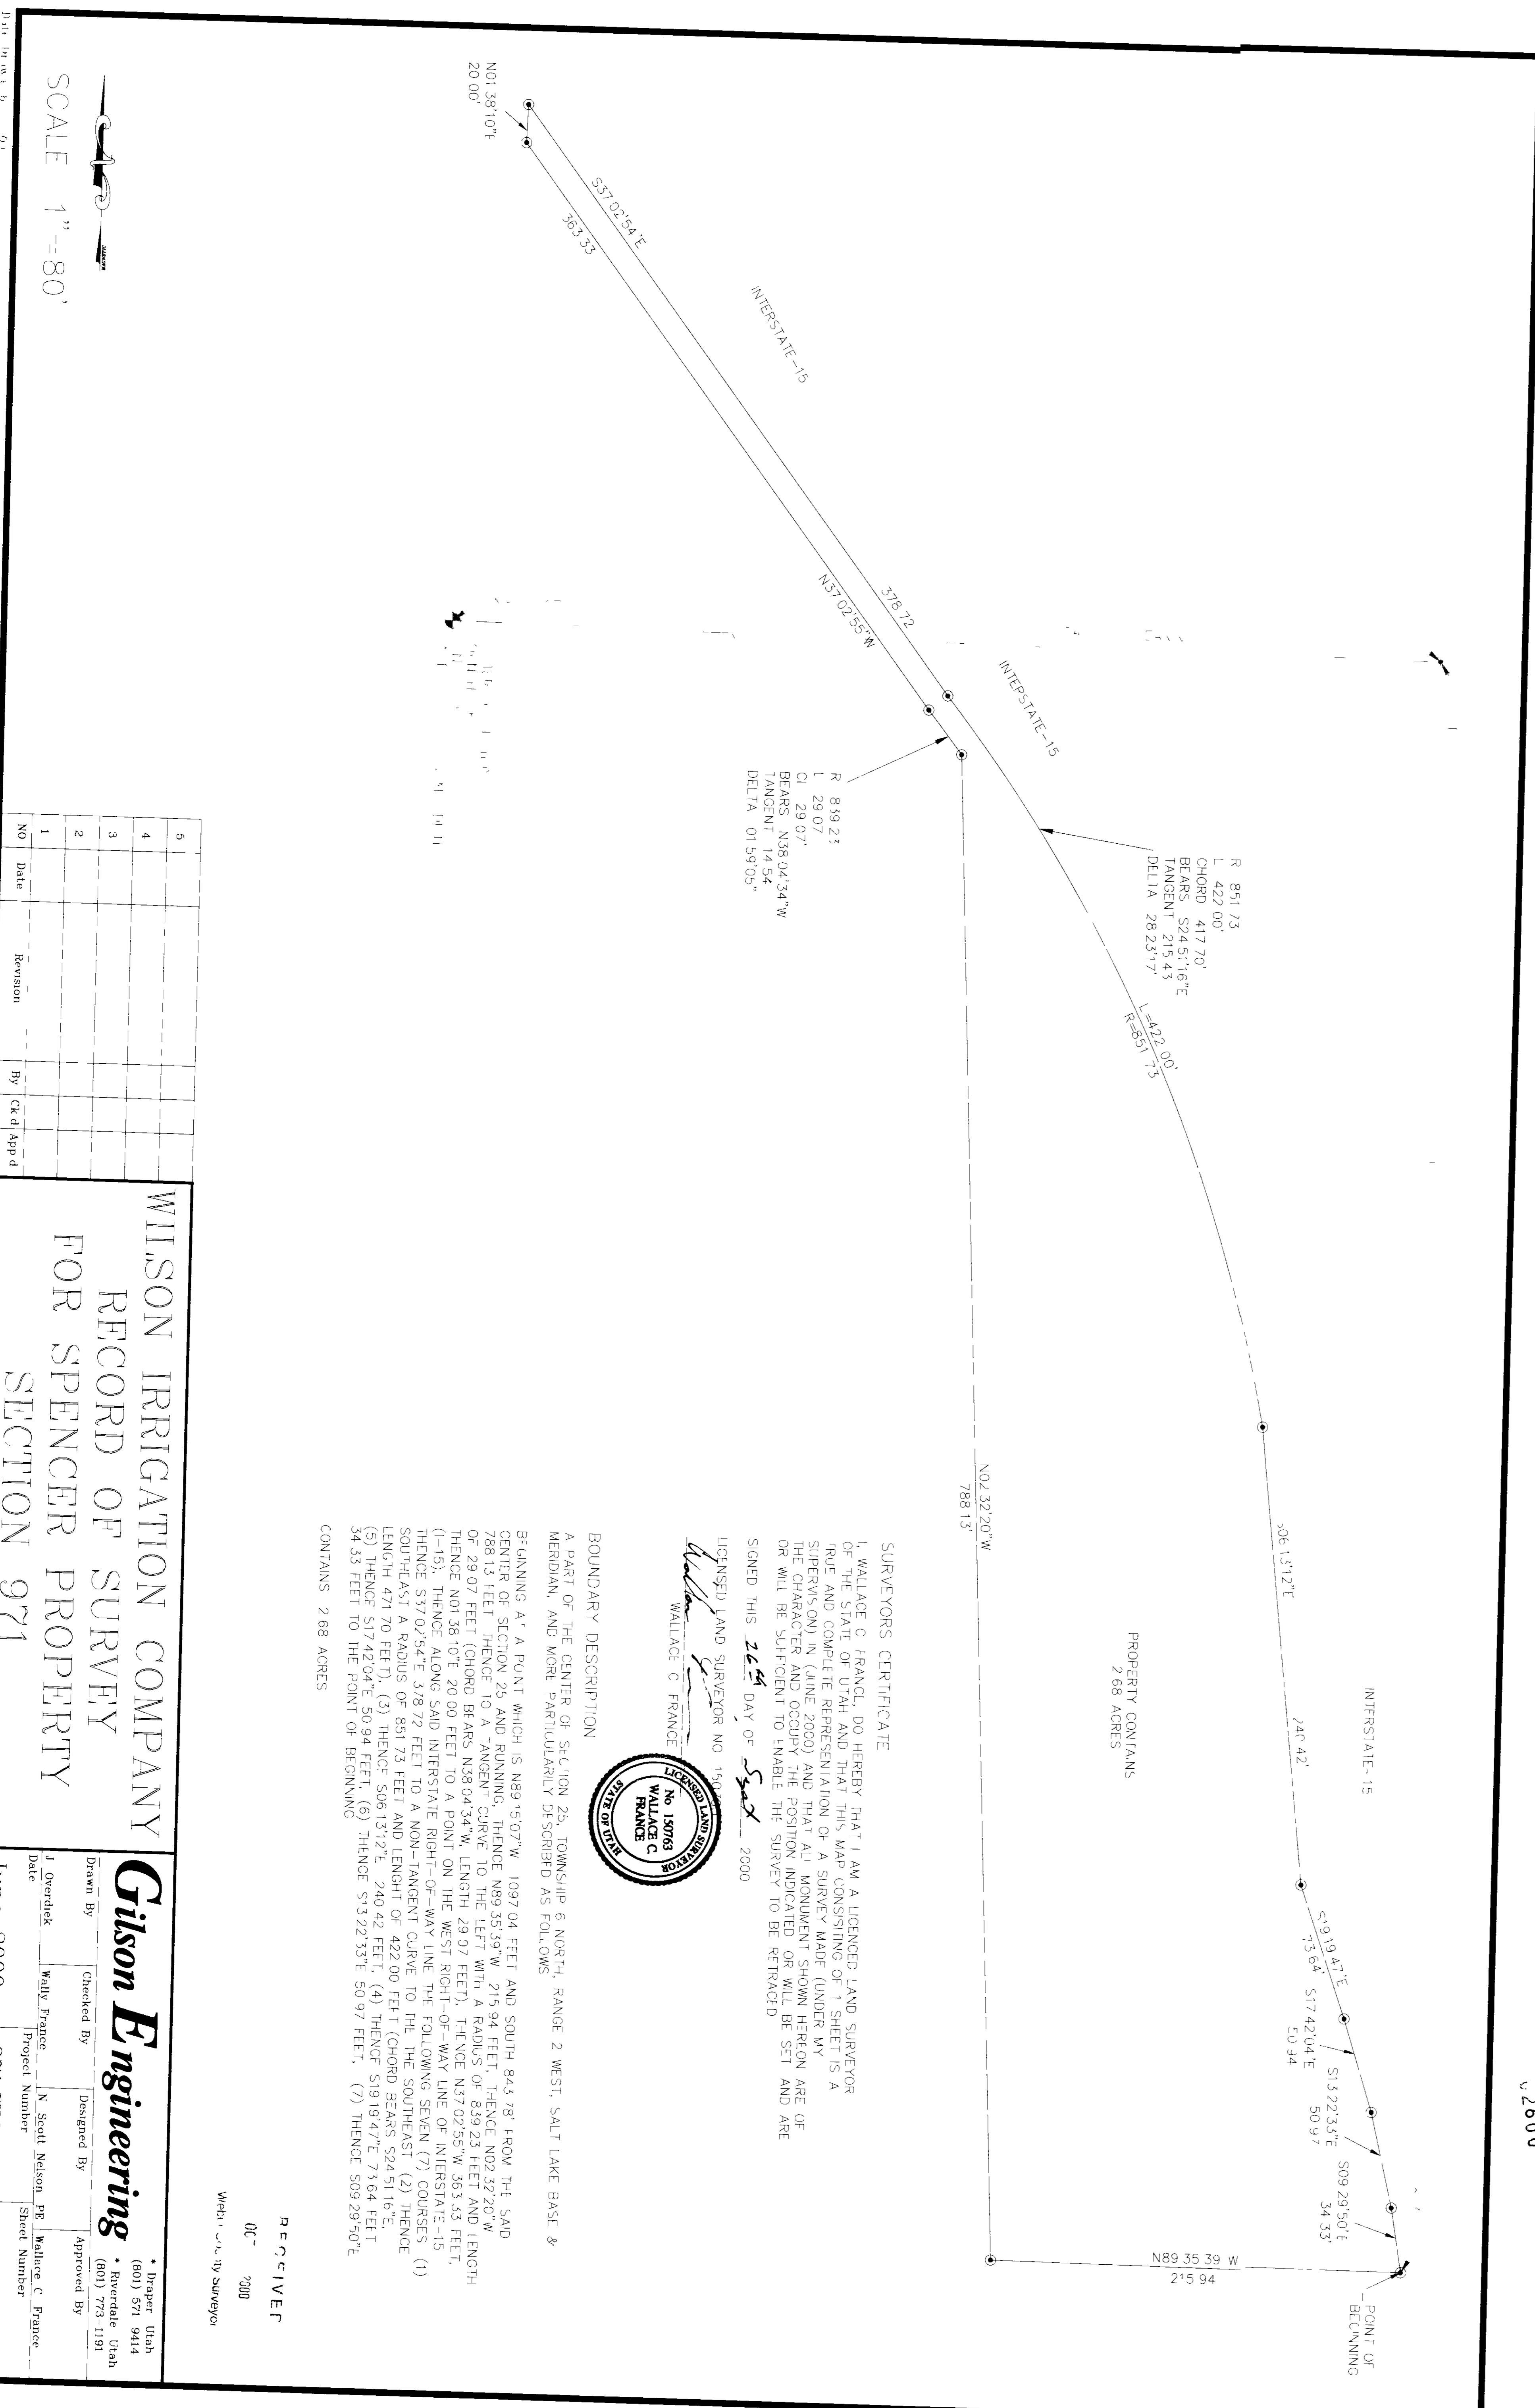 N01 38'10"E
20 00'
S37 02'54"E
363 33
INTERSTATE-15
378 72
N37 02'55"W
INTERSTATE-15
R 839 23
L 29 07
29 07'
BEARS N38 04'34"W
TANGENT 14 54
DELTA 01 59'05"
R 851 73
L 422 00'
CHORD 417 70'
BEARS S24 51'16"E
TANGENT 215 43
DELTA 28 23'17"
L=422 00'
R=851 73
S06 13'12"E
240 42'
INTERSTATE-15
PROPERTY CONTAINS
2 68 ACRES
S19 19 47"E
73 64'
S17 42'04"E
50 94
S13 22'33"E
50 97
S09 29'50"E
34 33'
N89 35 39 W
215 94
POINT OF
BEGINNING
N02 32'20"W
788 13'
SURVEYORS CERTIFICATE
I, WALLACE C FRANCE, DO HEREBY THAT I AM A LICENCED LAND SURVEYOR
OF THE STATE OF UTAH AND THAT THIS MAP CONSISTING OF 1 SHEET IS A
TRUE AND COMPLETE REPRESENTATION OF A SURVEY MADE (UNDER MY
SUPERVISION) IN (JUNE 2000) AND THAT ALL MONUMENT SHOWN HEREON ARE OF
THE CHARACTER AND OCCUPY THE POSITION INDICATED OR WILL BE SET AND ARE
OR WILL BE SUFFICIENT TO ENABLE THE SURVEY TO BE RETRACED
SIGNED THIS 26th DAY OF Sept 2000
LICENSED LAND SURVEYOR NO
WALLACE C FRANCE
LICENSED LAND SURVEYOR
No 150763
WALLACE C.
FRANCE
STATE OF UTAH
BOUNDARY DESCRIPTION
A PART OF THE CENTER OF SECTION 25, TOWNSHIP 6 NORTH, RANGE 2 WEST, SALT LAKE BASE &
MERIDIAN, AND MORE PARTICULARILY DESCRIBED AS FOLLOWS
BEGINNING AT A POINT WHICH IS N89 15'07"W 1097 04 FEET AND SOUTH 843 78' FROM THE SAID
CENTER OF SECTION 25 AND RUNNING, THENCE N89 35'39"W 215 94 FEET, THENCE N02 32'20"W
788 13 FEET THENCE TO A TANGENT CURVE TO THE LEFT WITH A RADIUS OF 839 23 FEET AND LENGTH
OF 29 07 FEET (CHORD BEARS N38 04'34"W, LENGTH 29 07 FEET), THENCE N37 02'55"W 363 33 FEET,
THENCE N01 38 10"E 20 00 FEET TO A POINT ON THE WEST RIGHT-OF-WAY LINE OF INTERSTATE-15
(I-15), THENCE ALONG SAID INTERSTATE RIGHT-OF-WAY LINE THE FOLLOWING SEVEN (7) COURSES (1)
THENCE S37 02'54"E 378 72 FEET TO A NON-TANGENT CURVE TO THE THE SOUTHEAST (2) THENCE
SOUTHEAST A RADIUS OF 851 73 FEET AND LENGHT OF 422 00 FEET (CHORD BEARS S24 51 16"E,
LENGTH 471 70 FEET), (3) THENCE S06 13'12"E 240 42 FEET, (4) THENCE S19 19'47"E 73 64 FEET
(5) THENCE S17 42'04"E 50 94 FEET, (6) THENCE S13 22'33"E 50 97 FEET, (7) THENCE S09 29'50"E
34 33 FEET TO THE POINT OF BEGINNING
CONTAINS 2 68 ACRES
2000
Surveyor
SCALE 1"=80'
5
4
3
2
1
NO Date Revision By Ck d App d
WILSON IRRIGATION COMPANY
RECORD OF SURVEY
FOR SPENCER PROPERTY
SECTION 971
Gilson Engineering
* Draper Utah
(801) 571 9414
* Riverdale Utah
(801) 773-1191
Drawn By Checked By Designed By Approved By
J Overdiek Wally France N Scott Nelson PE Wallace C France
Date Project Number Sheet Number